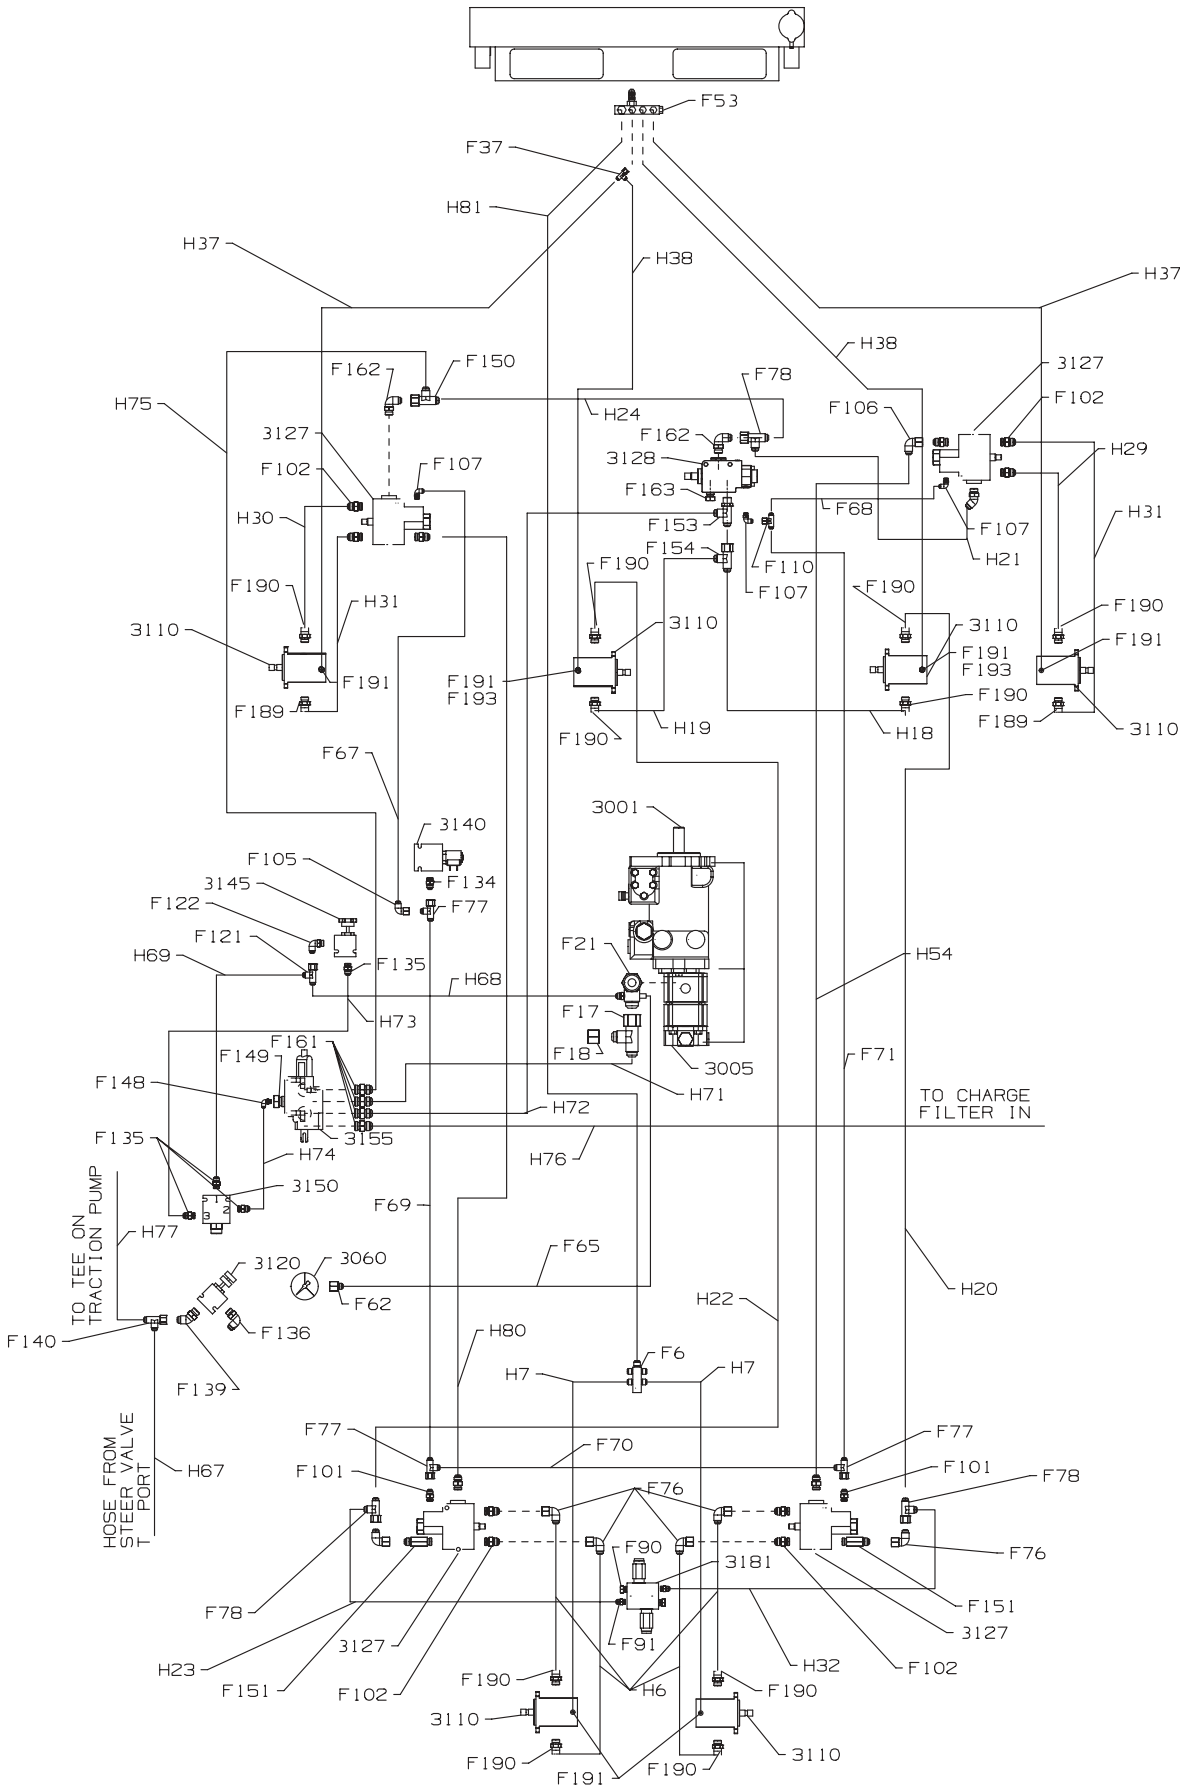 F53
F37
H81
H37
H38
H37
H38
3127
F150
F162
F78
F102
F106
H75
H24
3127
F162
H29
3128
F102
F107
F163
F68
H30
F153
F107
H31
F154
F110
H21
F190
F107
F190
H31
F190
F190
3110
3110
3110
F191
F191
F193
F191
F193
F191
F190
F189
H19
F190
H18
F189
3110
F67
3001
3140
F105
F134
3145
F122
F77
F121
F21
H69
F135
H54
H68
F17
H73
F161
F18
F149
3005
F71
F148
H71
H72
TO CHARGE
FILTER IN
F135
3155
H74
H76
1
3150
2
3
F69
TO TEE ON
TRACTION PUMP
H77
3120
3060
F65
H20
F62
H22
F136
F140
H80
F6
H7
H7
F139
HOSE FROM
STEER VALVE
T PORT
F77
F70
F77
H67
F101
F101
F76
F78
F90
3181
F76
F78
F151
F91
3127
3127
H23
F190
H32
F102
F151
F102
H6
F190
3110
3110
F190
F191
F190